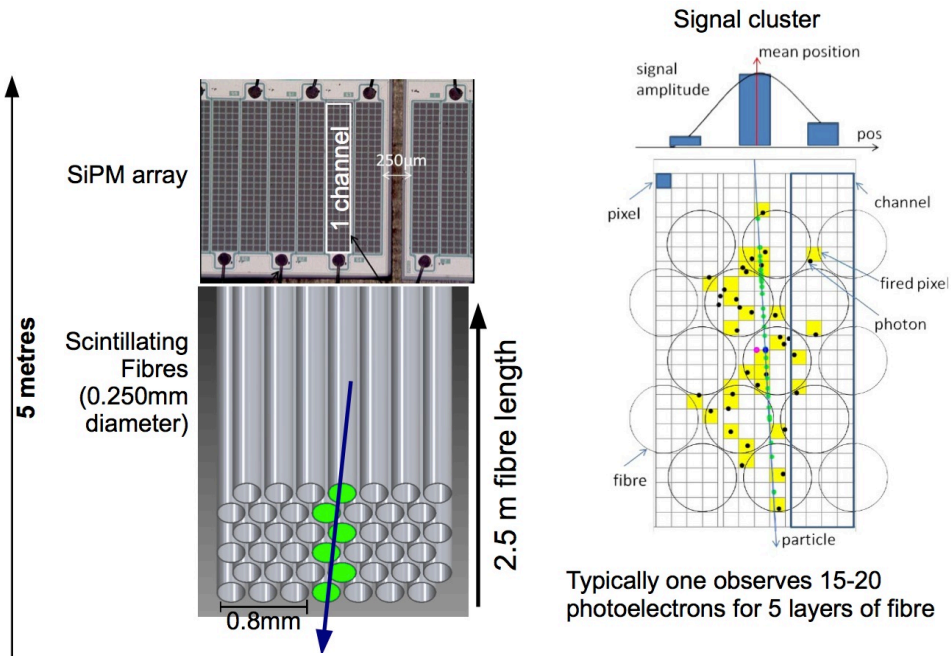 5 metres
SiPM array
1 channel
250µm
Scintillating
Fibres
(0.250mm
diameter)
0.8mm
2.5 m fibre length
Signal cluster
mean position
signal
amplitude
pos
pixel
channel
fired pixel
photon
fibre
particle
Typically one observes 15-20
photoelectrons for 5 layers of fibre